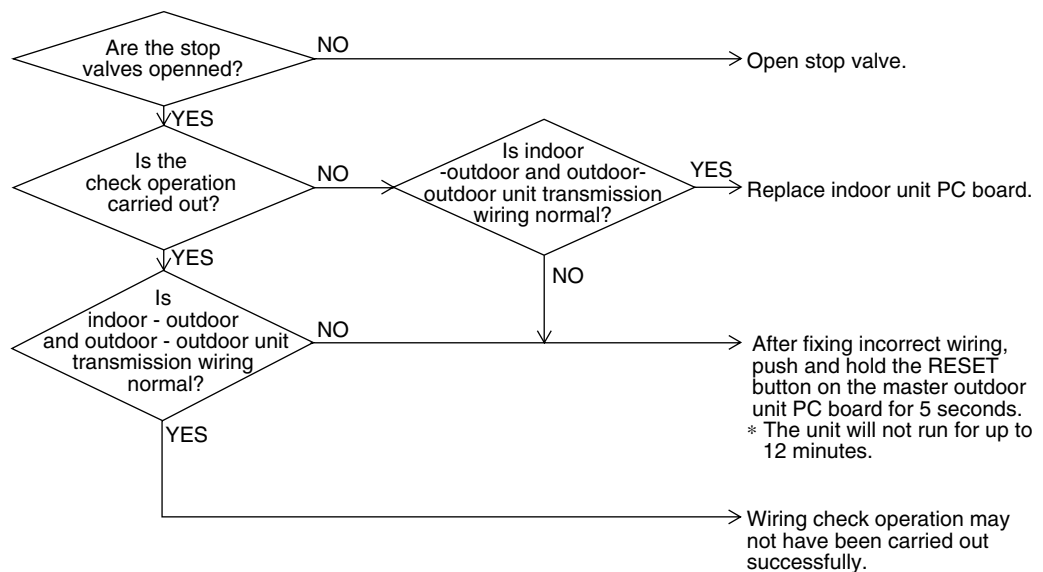 Are the stop
valves openned?
NO
Open stop valve.
YES
Is the
check operation
carried out?
NO
Is indoor
-outdoor and outdoor-
outdoor unit transmission
wiring normal?
YES
Replace indoor unit PC board.
YES
NO
Is
indoor - outdoor
and outdoor - outdoor unit
transmission wiring
normal?
NO
After fixing incorrect wiring,
push and hold the RESET
button on the master outdoor
unit PC board for 5 seconds.
* The unit will not run for up to
12 minutes.
YES
Wiring check operation may
not have been carried out
successfully.